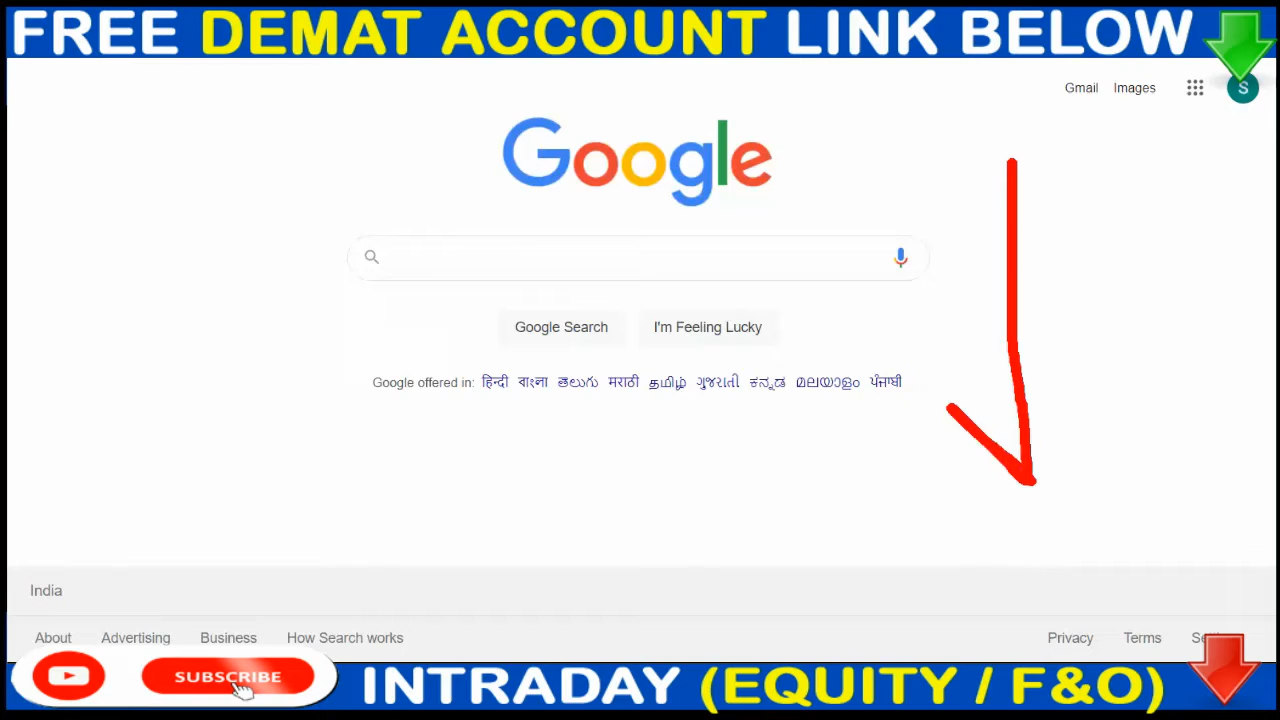 FREE DEMAT ACCOUNT LINK BELOW
Gmail Images S
Google
Google Search I'm Feeling Lucky
Google offered in: हिन्दी বাংলা తెలుగు मराठी தமிழ் ગુજરાતી ಕನ್ನಡ മലയാളം ਪੰਜਾਬੀ
India
About Advertising Business How Search works Privacy Terms
SUBSCRIBE
INTRADAY (EQUITY / F&O)